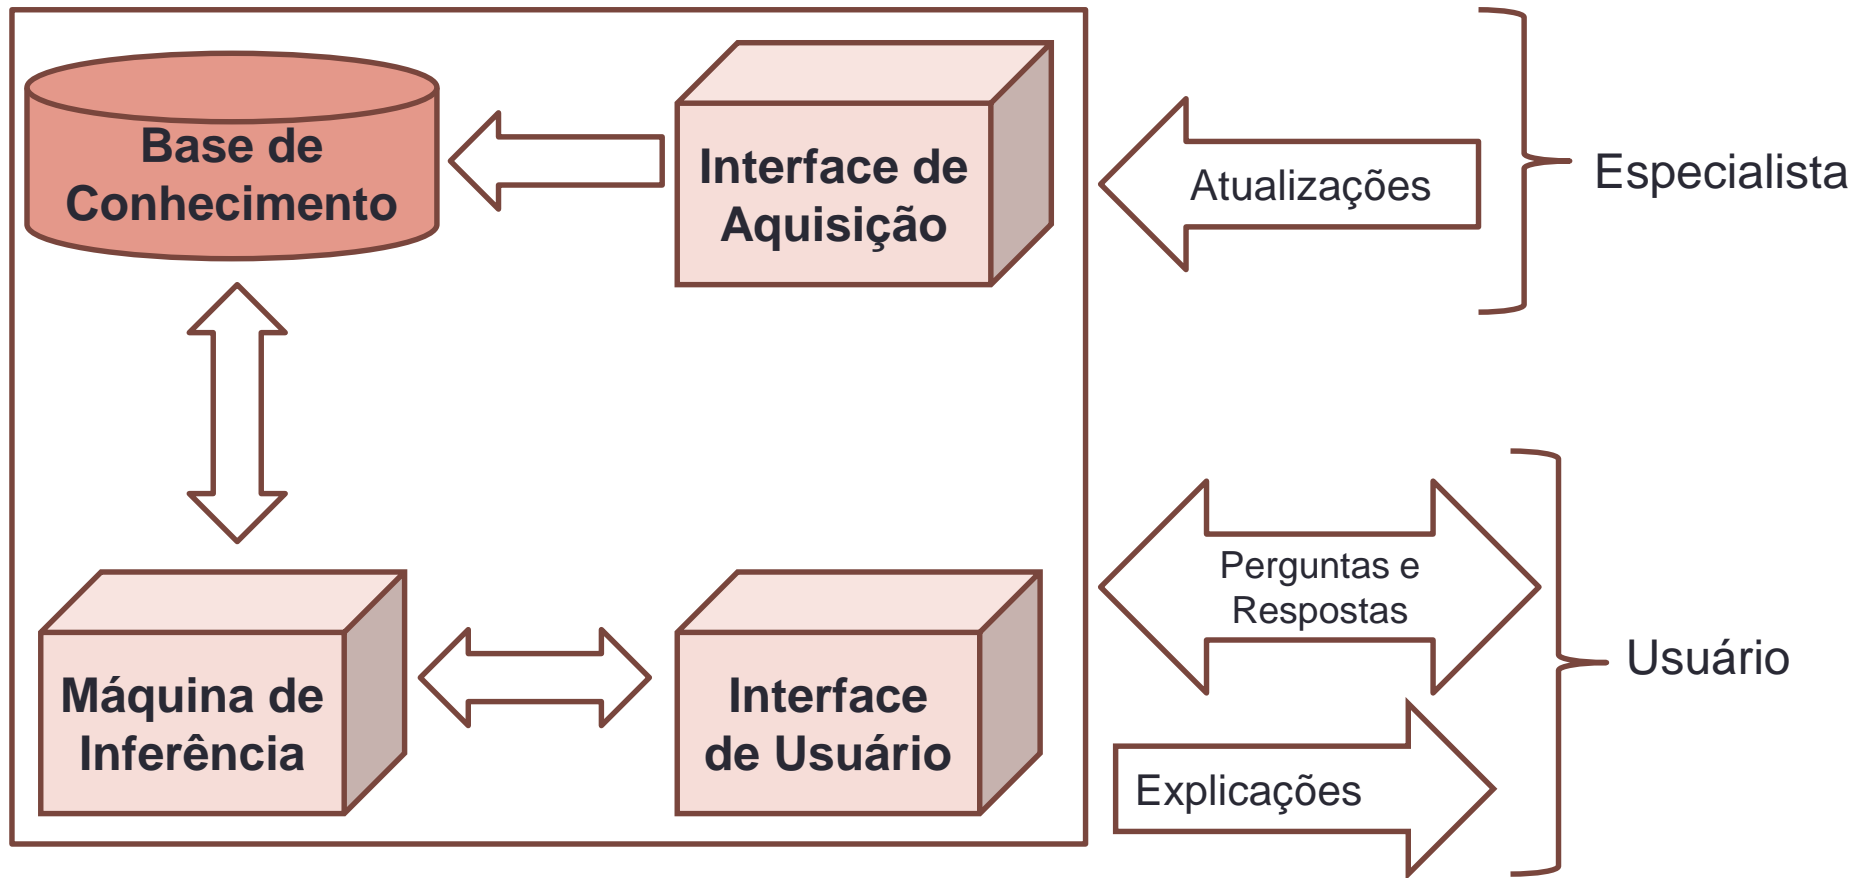 Base de
Conhecimento
Interface de
Aquisição
Atualizações
Especialista
Máquina de
Inferência
Interface
de Usuário
Perguntas e
Respostas
Explicações
Usuário